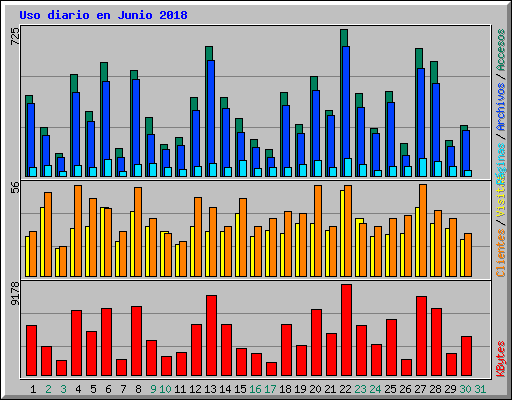 Uso diario en Junio 2018
725
56
9178
Páginas / Archivos / Accesos
Clientes / Visitas
KBytes
1 2 3 4 5 6 7 8 9 10 11 12 13 14 15 16 17 18 19 20 21 22 23 24 25 26 27 28 29 30 31